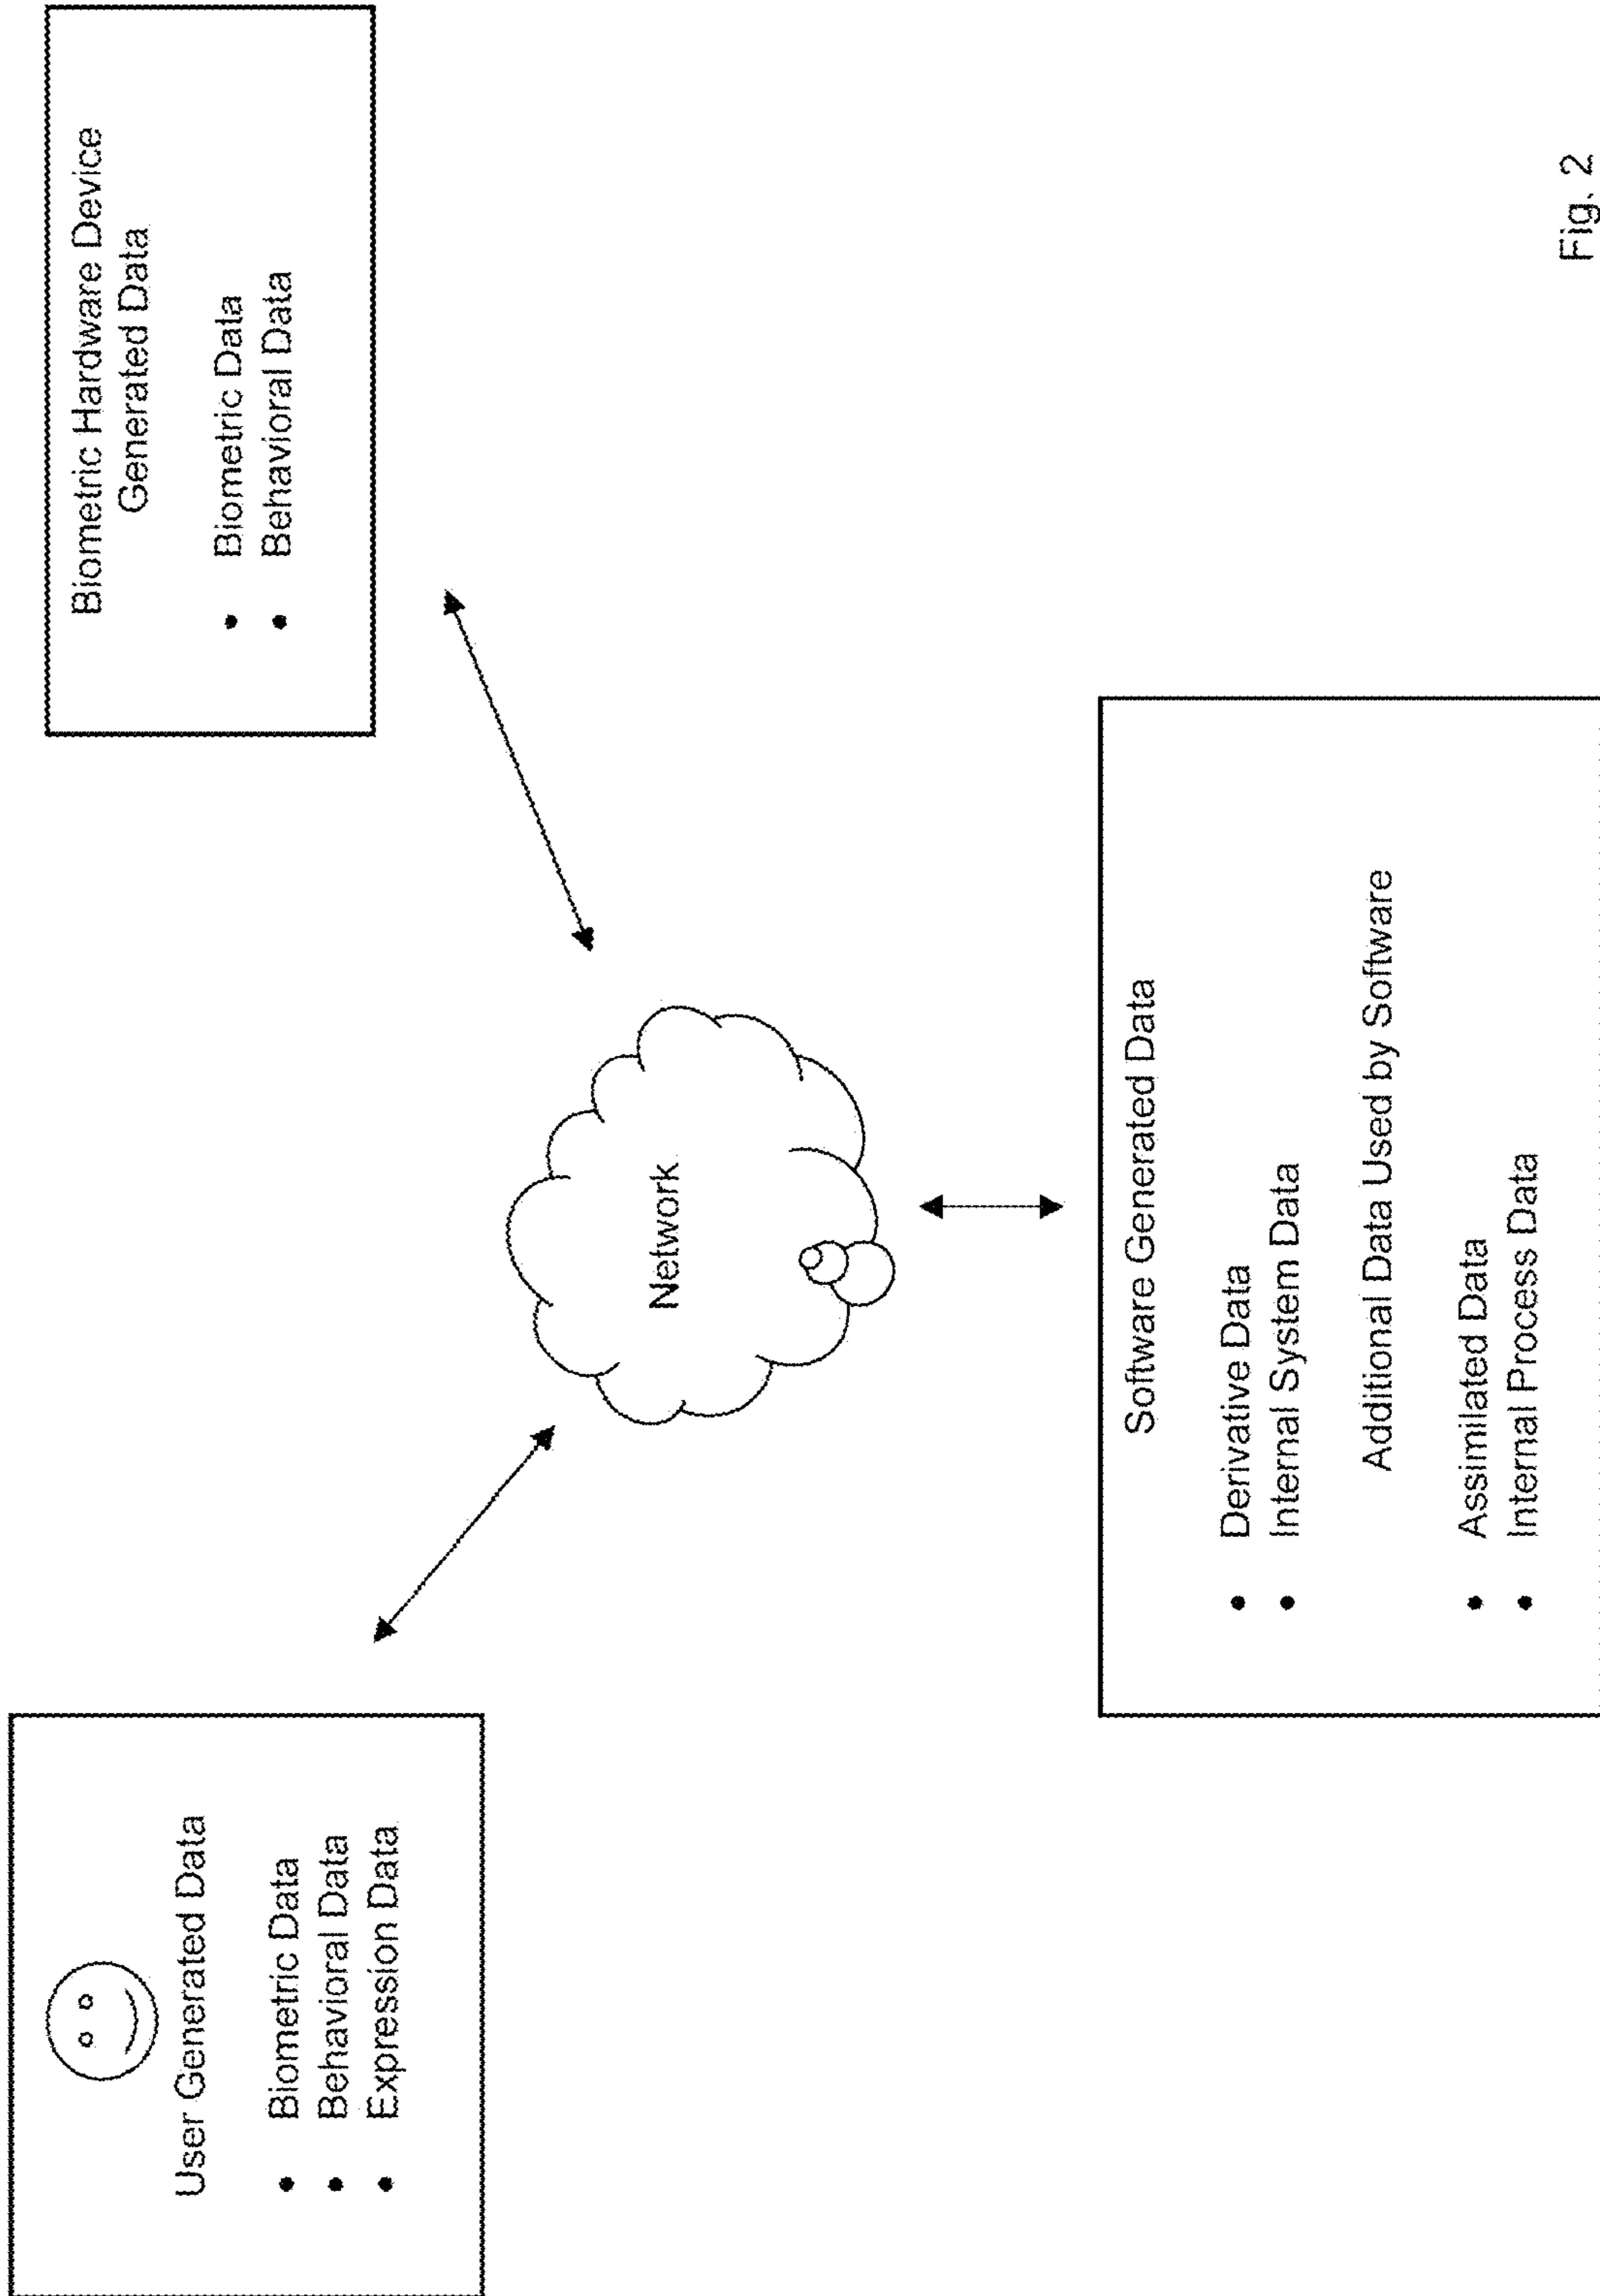 User Generated Data
• Biometric Data
• Behavioral Data
• Expression Data
Biometric Hardware Device
Generated Data
• Biometric Data
• Behavioral Data
Network
Software Generated Data
• Derivative Data
• Internal System Data
Additional Data Used by Software
• Assimilated Data
• Internal Process Data
Fig. 2